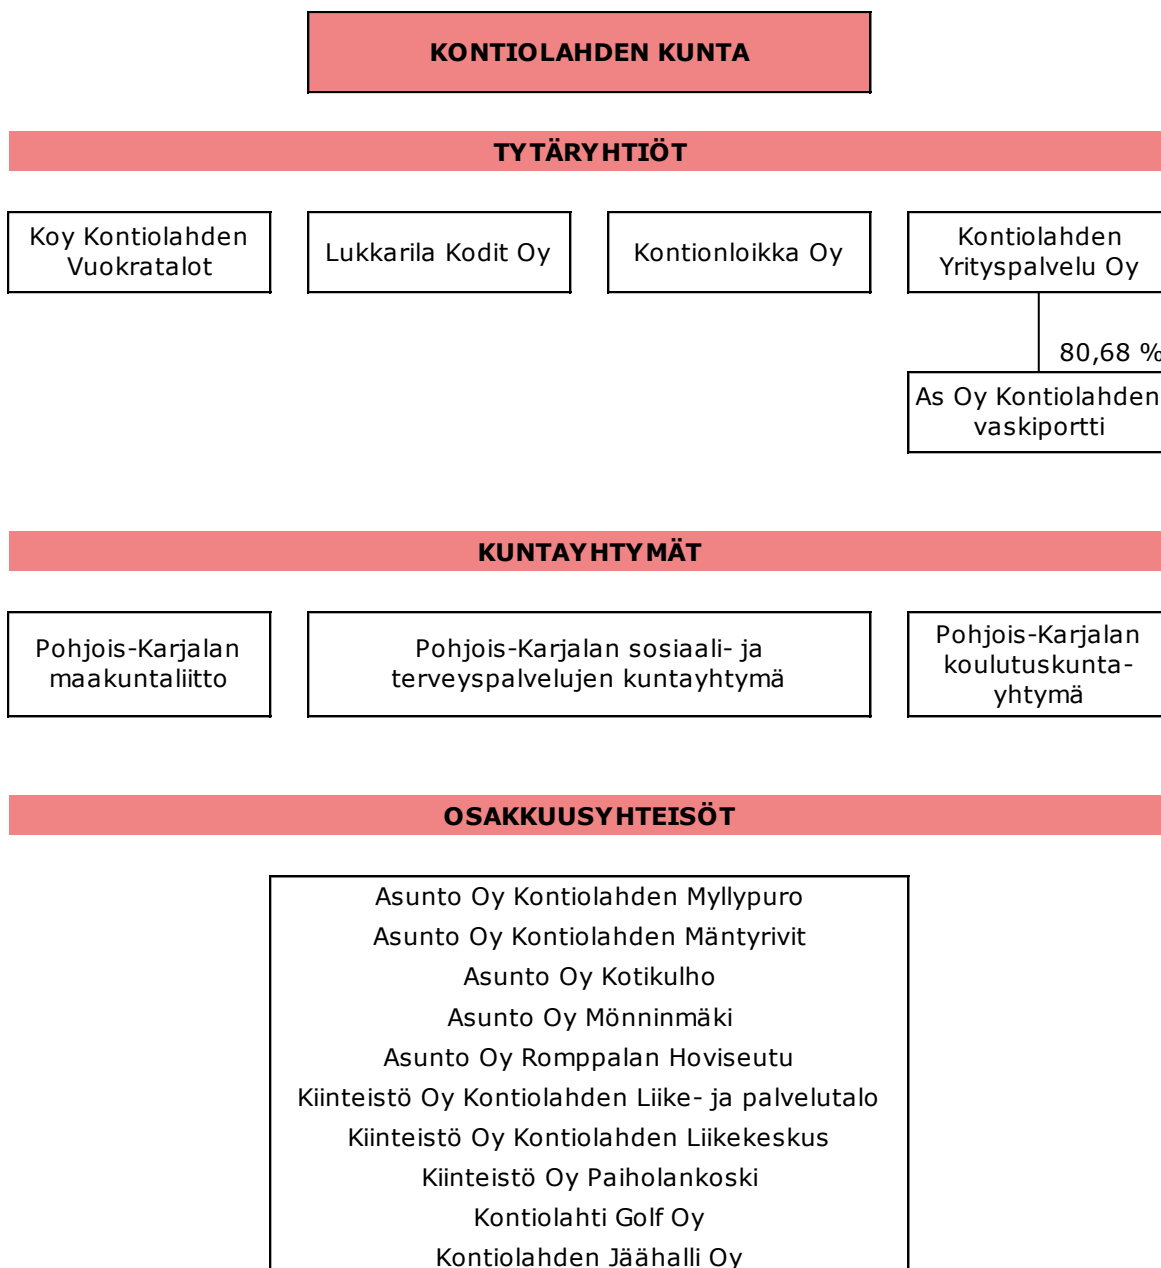 KONTIOLAHDEN KUNTA
TYTÄRYHTIÖT
Koy Kontiolahden
Vuokratalot
Lukkarila Kodit Oy
Kontionloikka Oy
Kontiolahden
Yrityspalvelu Oy
80,68 %
As Oy Kontiolahden
vaskiportti
KUNTAYHTYMÄT
Pohjois-Karjalan
maakuntaliitto
Pohjois-Karjalan sosiaali- ja
terveyspalvelujen kuntayhtymä
Pohjois-Karjalan
koulutuskunta-
yhtymä
OSAKKUUSYHTEISÖT
Asunto Oy Kontiolahden Myllypuro
Asunto Oy Kontiolahden Mäntyrivit
Asunto Oy Kotikulho
Asunto Oy Mönninmäki
Asunto Oy Romppalan Hoviseutu
Kiinteistö Oy Kontiolahden Liike- ja palvelutalo
Kiinteistö Oy Kontiolahden Liikekeskus
Kiinteistö Oy Paiholankoski
Kontiolahti Golf Oy
Kontiolahden Jäähalli Oy